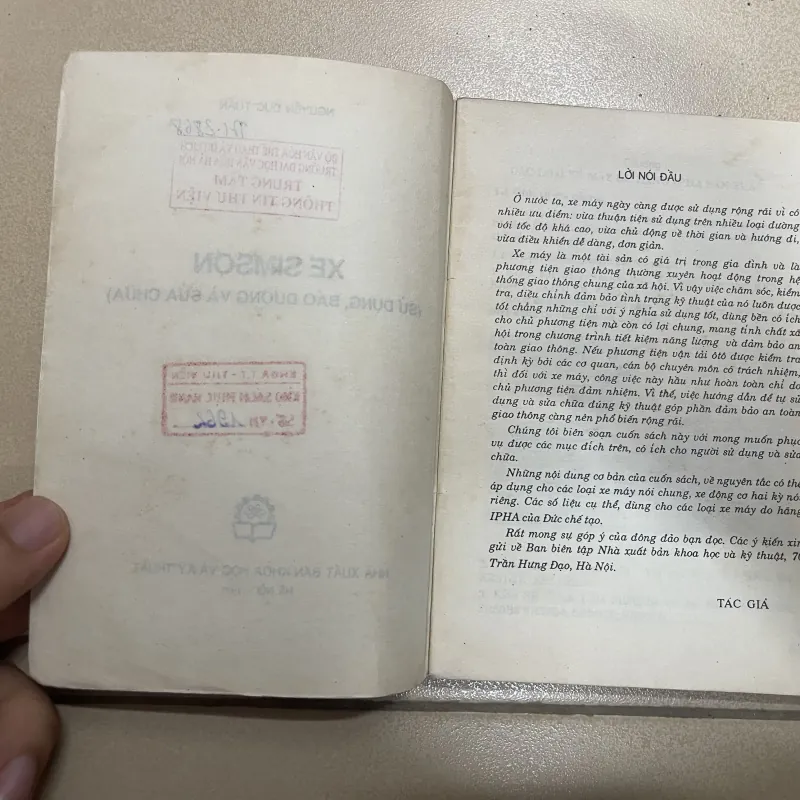 BỘ VĂN HÓA THỂ THAO VÀ DU LỊCH
TRƯỜNG ĐẠI HỌC VĂN HÓA HÀ NỘI
TRUNG TÂM
THÔNG TIN THƯ VIỆN
XE SIMSON
(SỬ DỤNG, BẢO DƯỠNG VÀ SỬA CHỮA)
NHÀ XUẤT BẢN KHOA HỌC VÀ KỸ THUẬT
HÀ NỘI
LỜI NÓI ĐẦU
Ở nước ta, xe máy ngày càng được sử dụng rộng rãi vì có
nhiều ưu điểm: vừa thuận tiện sử dụng trên nhiều loại đường
với tốc độ khá cao, vừa chủ động về thời gian và hướng đi,
vừa điều khiển dễ dàng, đơn giản.
Xe máy là một tài sản có giá trị trong gia đình và là
phương tiện giao thông thường xuyên hoạt động trong hệ
thống giao thông chung của xã hội. Vì vậy việc chăm sóc, kiểm
tra, điều chỉnh đảm bảo tình trạng kỹ thuật của nó luôn được
tốt chẳng những chỉ với ý nghĩa sử dụng tốt, dùng bền có ích
cho chủ phương tiện mà còn có lợi chung, mang tính chất xã
hội trong chương trình tiết kiệm năng lượng và đảm bảo an
toàn giao thông. Nếu phương tiện vận tải ôtô được kiểm tra
định kỳ bởi các cơ quan, cán bộ chuyên môn có trách nhiệm,
thì đối với xe máy, công việc này hầu như hoàn toàn chỉ do
chủ phương tiện đảm nhiệm. Vì thế, việc hướng dẫn để tự sử
dụng và sửa chữa đúng kỹ thuật góp phần đảm bảo an toàn
giao thông càng nên phổ biến rộng rãi.
Chúng tôi biên soạn cuốn sách này với mong muốn phục
vụ được các mục đích trên, có ích cho người sử dụng và sửa
chữa.
Những nội dung cơ bản của cuốn sách, về nguyên tắc có thể
áp dụng cho các loại xe máy nói chung, xe động cơ hai kỳ nó
riêng. Các số liệu cụ thể, dùng cho các loại xe máy do hãng
IPHA của Đức chế tạo.
Rất mong sự góp ý của đông đảo bạn đọc. Các ý kiến xin
gửi về Ban biên tập Nhà xuất bản khoa học và kỹ thuật, 70
Trần Hưng Đạo, Hà Nội.
TÁC GIẢ